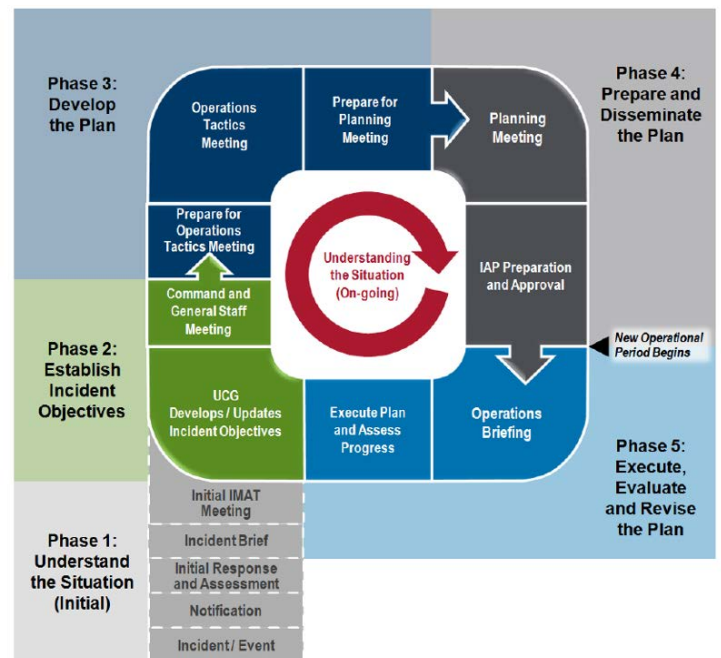 Phase 3:
Develop
the Plan
Operations
Tactics
Meeting
Prepare for
Planning
Meeting
Planning
Meeting
Phase 4:
Prepare and
Disseminate
the Plan
Prepare for
Operations
Tactics Meeting
Understanding
the Situation
(On-going)
IAP Preparation
and Approval
Command and
General Staff
Meeting
New Operational
Period Begins
Phase 2:
Establish
Incident
Objectives
UCG
Develops / Updates
Incident Objectives
Execute Plan
and Assess
Progress
Operations
Briefing
Phase 5:
Execute,
Evaluate
and Revise
the Plan
Phase 1:
Understand
the Situation
(Initial)
Initial IMAT
Meeting
Incident Brief
Initial Response
and Assessment
Notification
Incident / Event